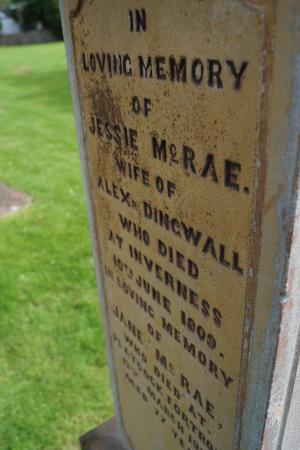 IN
LOVING MEMORY
OF
JESSIE McRAE.
WIFE OF
ALEXR DINGWALL
WHO DIED
AT INVERNESS
10TH JUNE 1909.
IN LOVING MEMORY
OF
JANE McRAE,
WHO DIED AT